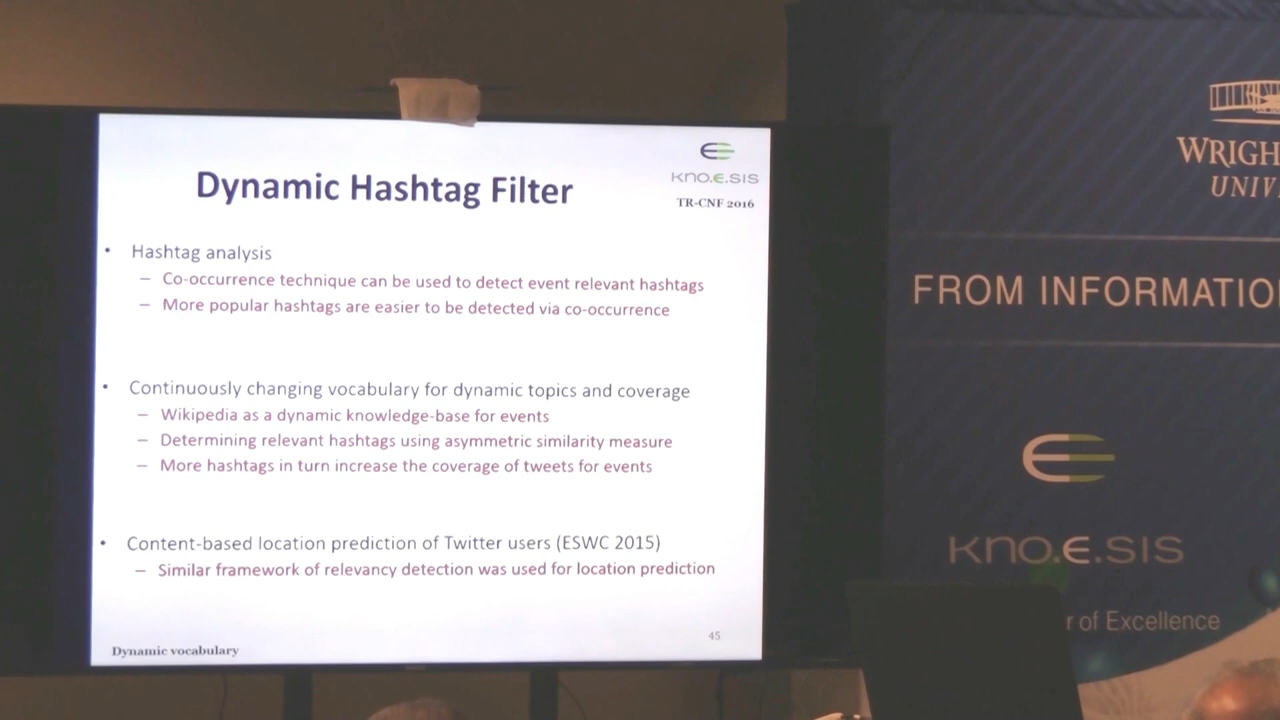 Dynamic Hashtag Filter
kno.e.sis
TR-CNF 2016
• Hashtag analysis
– Co-occurrence technique can be used to detect event relevant hashtags
– More popular hashtags are easier to be detected via co-occurrence
• Continuously changing vocabulary for dynamic topics and coverage
– Wikipedia as a dynamic knowledge-base for events
– Determining relevant hashtags using asymmetric similarity measure
– More hashtags in turn increase the coverage of tweets for events
• Content-based location prediction of Twitter users (ESWC 2015)
– Similar framework of relevancy detection was used for location prediction
45
Dynamic vocabulary
WRIGH
UNIV
FROM INFORMATIO
kno.e.sis
r of Excellence